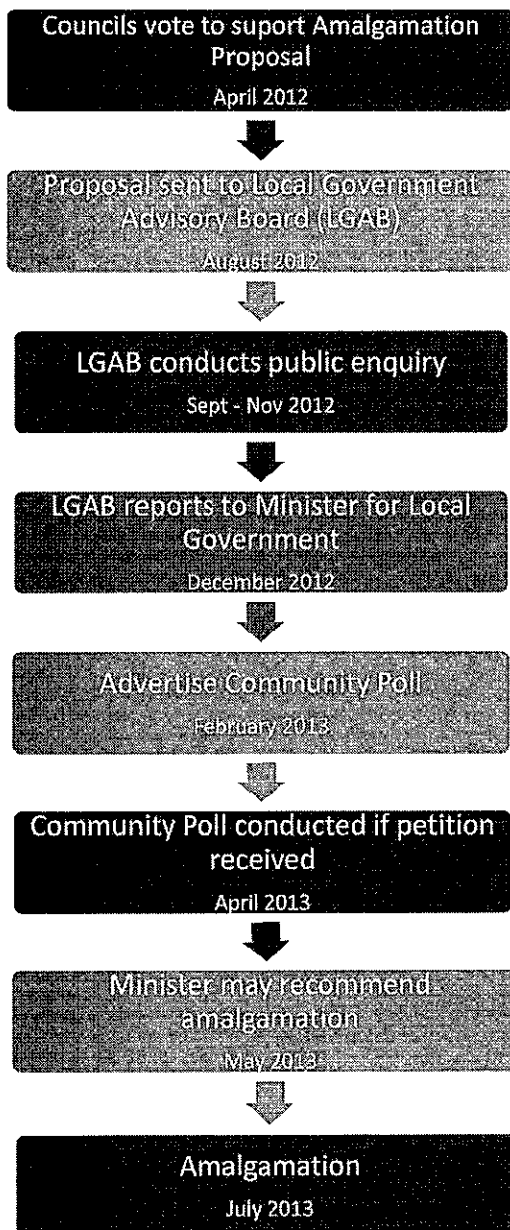 Councils vote to suport Amalgamation
Proposal
April 2012
Proposal sent to Local Government
Advisory Board (LGAB)
August 2012
LGAB conducts public enquiry
Sept - Nov 2012
LGAB reports to Minister for Local
Government
December 2012
Advertise Community Poll
February 2013
Community Poll conducted if petition
received
April 2013
Minister may recommend
amalgamation
May 2013
Amalgamation
July 2013